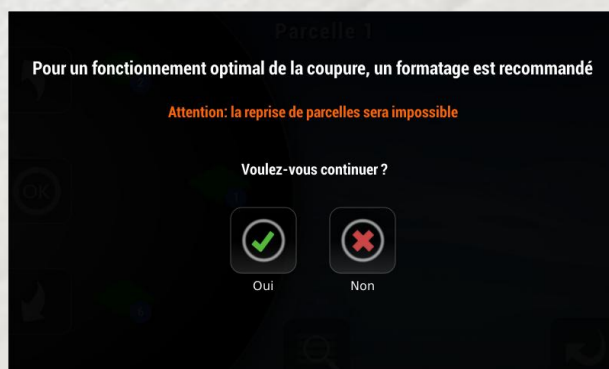 Parcelle 1
Pour un fonctionnement optimal de la coupure, un formatage est recommandé
Attention: la reprise de parcelles sera impossible
Voulez-vous continuer ?
OK
Oui
Non